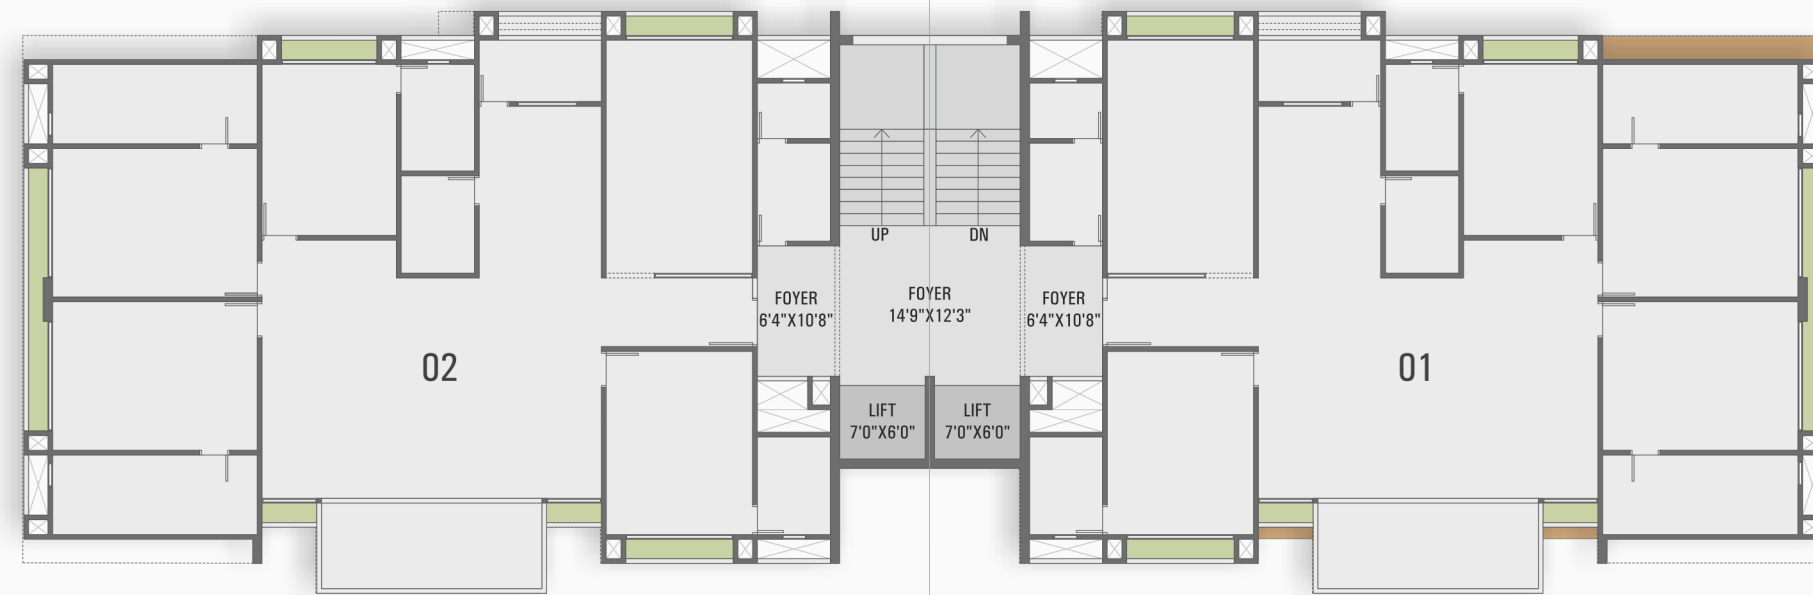 UP
DN
FOYER
6'4"X10'8"
FOYER
14'9"X12'3"
FOYER
6'4"X10'8"
02
01
LIFT
7'0"X6'0"
LIFT
7'0"X6'0"